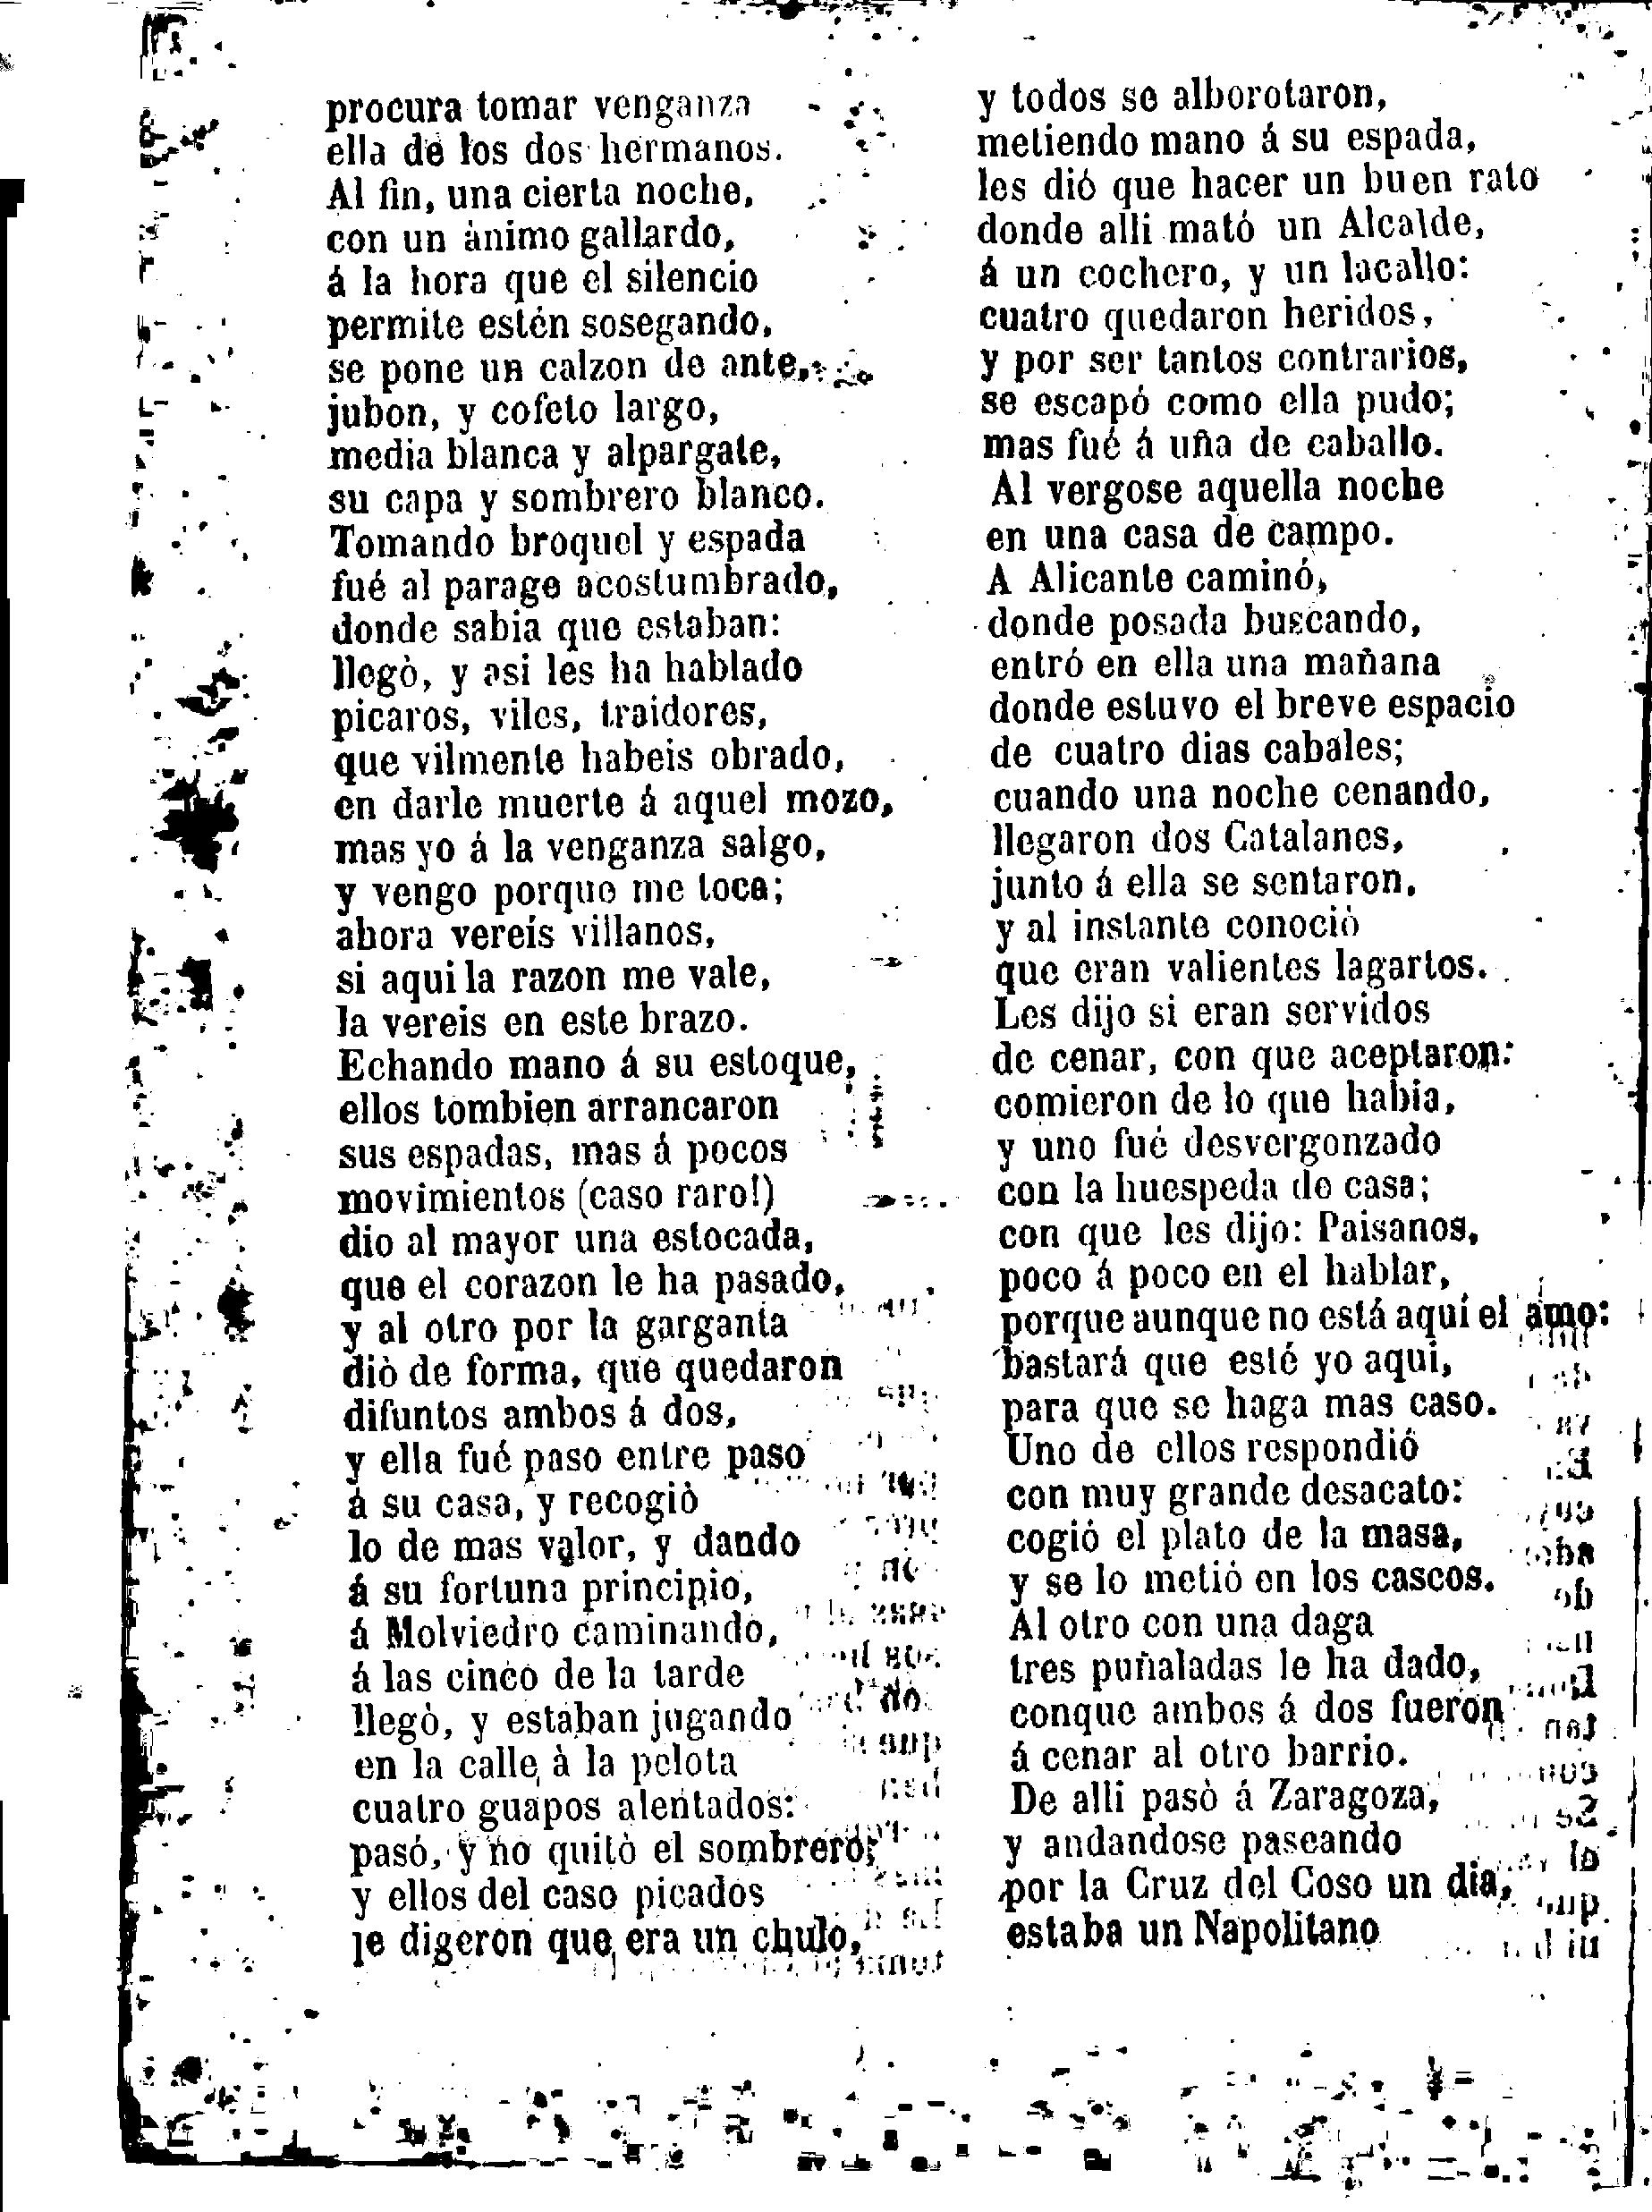 procura tomar venganza
ella de los dos hermanos.
Al fin, una cierta noche,
con un ànimo gallardo,
á la hora que el silencio
permite estén sosegando,
se pone un calzon de ante,
jubon, y coleto largo,
media blanca y alpargate,
su capa y sombrero blanco.
Tomando broquel y espada
fué al parage acostumbrado,
donde sabia que estaban:
llegò, y asi les ha hablado
picaros, viles, traidores,
que vilmente habeis obrado,
en darle muerte á aquel mozo,
mas yo á la venganza salgo,
y vengo porque me toca;
ahora vereís villanos,
si aqui la razon me vale,
la vereis en este brazo.
Echando mano á su estoque,
ellos tombien arrancaron
sus espadas, mas á pocos
movimientos (caso raro!)
dio al mayor una estocada,
que el corazon le ha pasado,
y al otro por la garganta
diò de forma, que quedaron
difuntos ambos á dos,
y ella fué paso entre paso
à su casa, y recogiò
lo de mas valor, y dando
á su fortuna principio,
á Molviedro caminando,
á las cinco de la tarde
llegò, y estaban jugando
en la calle à la pelota
cuatro guapos alentados:
pasó, y no quitò el sombrero;
y ellos del caso picados
le digeron que era un chulo,
y todos se alborotaron,
metiendo mano á su espada,
les dió que hacer un buen rato
donde alli mató un Alcalde,
á un cochero, y un lacallo:
cuatro quedaron heridos,
y por ser tantos contrarios,
se escapó como ella pudo;
mas fué á uña de caballo.
Al vergose aquella noche
en una casa de campo.
A Alicante caminó,
donde posada buscando,
entró en ella una mañana
donde estuvo el breve espacio
de cuatro dias cabales;
cuando una noche cenando,
llegaron dos Catalanes,
junto á ella se sentaron.
y al instante conoció
que eran valientes lagartos.
Les dijo si eran servidos
de cenar, con que aceptaron:
comieron de lo que habia,
y uno fué desvergonzado
con la huespeda de casa;
con que les dijo: Paisanos,
poco á poco en el hablar,
porque aunque no está aquí el amo:
bastará que esté yo aqui,
para que se haga mas caso.
Uno de ellos respondió
con muy grande desacato:
cogió el plato de la masa,
y se lo metió en los cascos.
Al otro con una daga
tres puñaladas le ha dado,
conque ambos á dos fueron
á cenar al otro barrio.
De alli pasò á Zaragoza,
y andandose paseando
por la Cruz del Coso un dia,
estaba un Napolitano